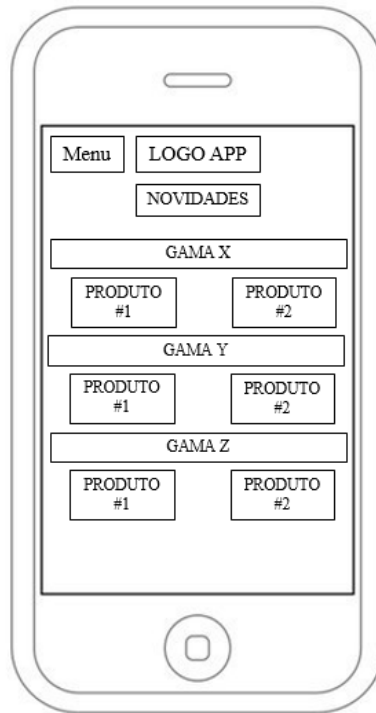 Menu LOGO APP
NOVIDADES
GAMA X
PRODUTO PRODUTO
#1 #2
GAMA Y
PRODUTO PRODUTO
#1 #2
GAMA Z
PRODUTO PRODUTO
#1 #2